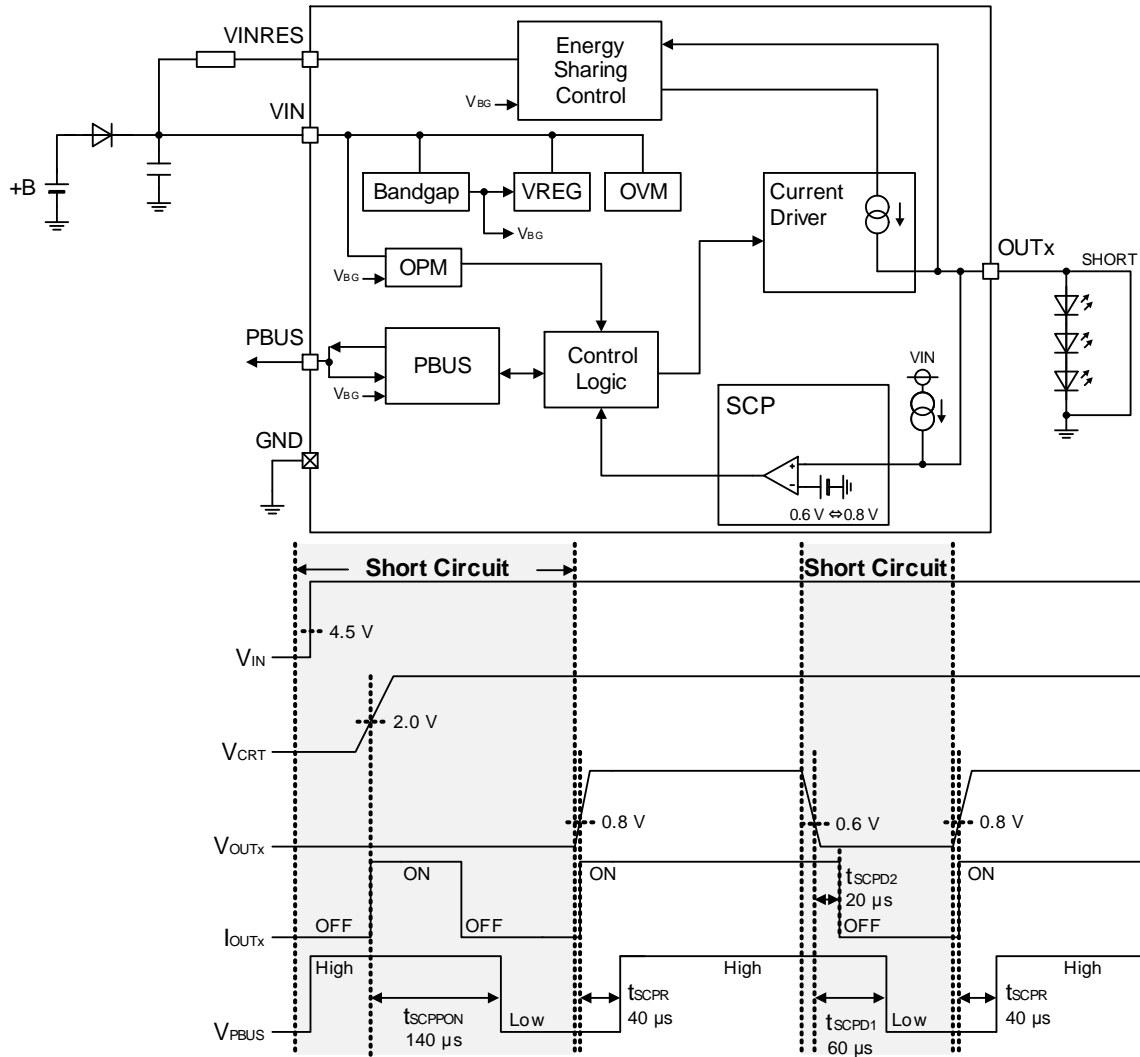 VINRES
Energy
Sharing
Control
VBG
VIN
+B
Bandgap
VREG
OVM
VBG
Current
Driver
OUTx
SHORT
VBG
OPM
PBUS
PBUS
VBG
Control
Logic
VIN
SCP
+
-
0.6 V ⇔0.8 V
GND
Short Circuit
Short Circuit
4.5 V
VIN
2.0 V
VCRT
0.8 V
0.6 V
0.8 V
VOUTx
ON
ON
tSCPD2
20 µs
ON
OFF
OFF
OFF
IOUTx
High
High
High
tSCPPON
140 µs
Low
tSCPR
40 µs
tSCPD1
60 µs
Low
tSCPR
40 µs
VPBUS